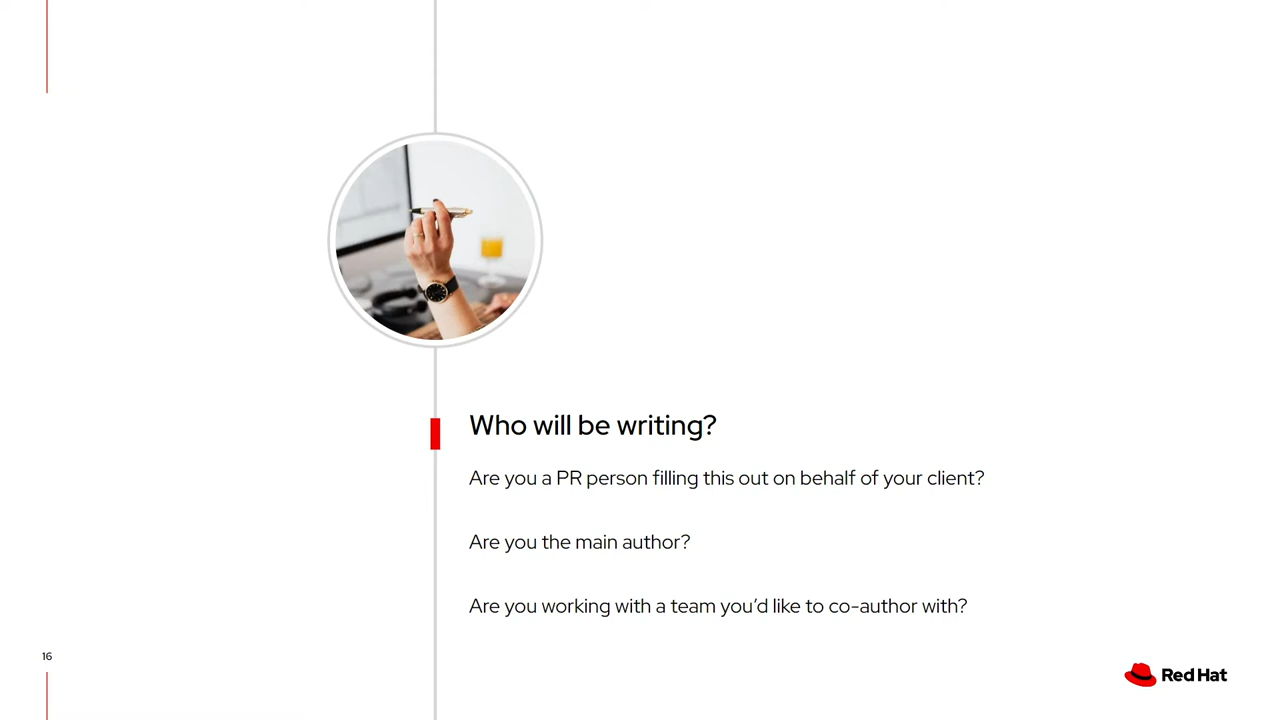 Who will be writing?
Are you a PR person filling this out on behalf of your client?
Are you the main author?
Are you working with a team you’d like to co-author with?
16
Red Hat